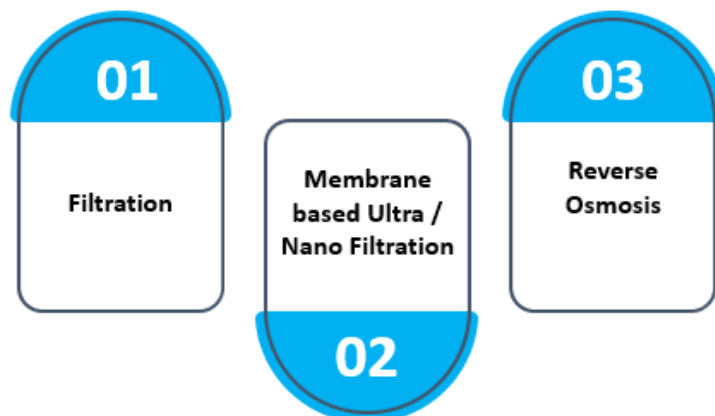 01
Filtration
Membrane
based Ultra /
Nano Filtration
02
03
Reverse
Osmosis